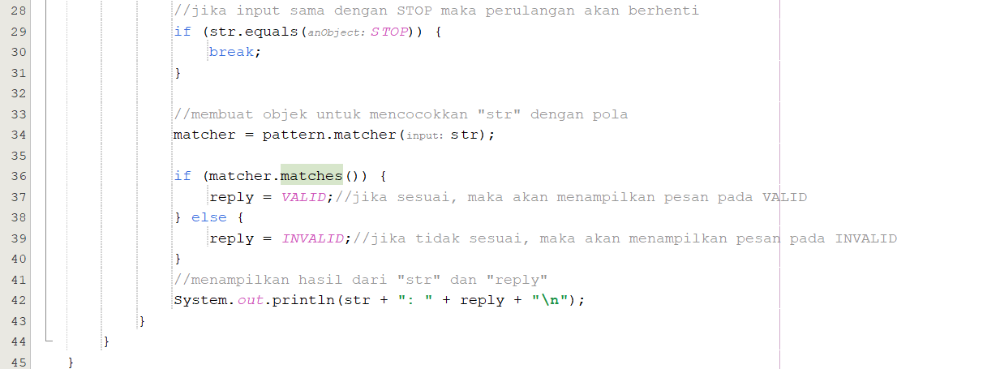 28 //jika input sama dengan STOP maka perulangan akan berhenti
29 if (str.equals(anObject: STOP)) {
30 break;
31 }
32
33 //membuat objek untuk mencocokkan "str" dengan pola
34 matcher = pattern.matcher(input: str);
35
36 if (matcher.matches()) {
37 reply = VALID;//jika sesuai, maka akan menampilkan pesan pada VALID
38 } else {
39 reply = INVALID;//jika tidak sesuai, maka akan menampilkan pesan pada INVALID
40 }
41 //menampilkan hasil dari "str" dan "reply"
42 System.out.println(str + ": " + reply + "\n");
43 }
44 }
45 }